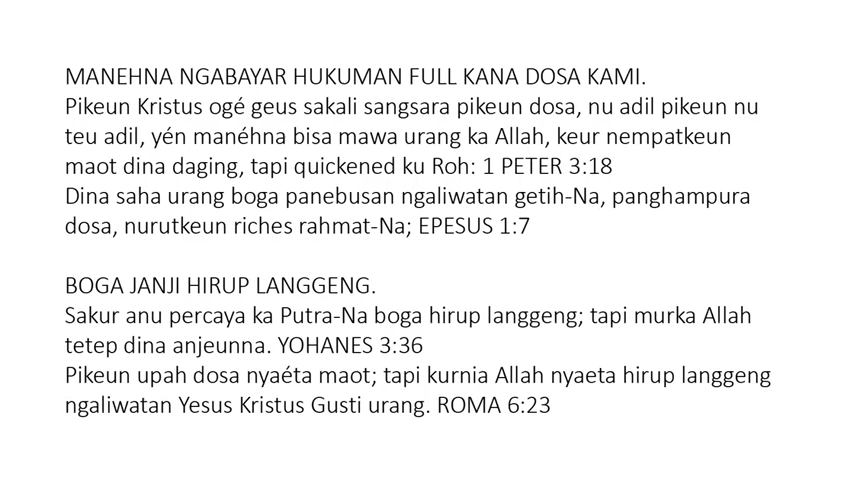 MANEHNA NGABAYAR HUKUMAN FULL KANA DOSA KAMI.
Pikeun Kristus ogé geus sakali sangsara pikeun dosa, nu adil pikeun nu
teu adil, yén manéhna bisa mawa urang ka Allah, keur nempatkeun
maot dina daging, tapi quickened ku Roh: 1 PETER 3:18
Dina saha urang boga panebusan ngaliwatan getih-Na, panghampura
dosa, nurutkeun riches rahmat-Na; EPESUS 1:7
BOGA JANJI HIRUP LANGGENG.
Sakur anu percaya ka Putra-Na boga hirup langgeng; tapi murka Allah
tetep dina anjeunna. YOHANES 3:36
Pikeun upah dosa nyaéta maot; tapi kurnia Allah nyaeta hirup langgeng
ngaliwatan Yesus Kristus Gusti urang. ROMA 6:23